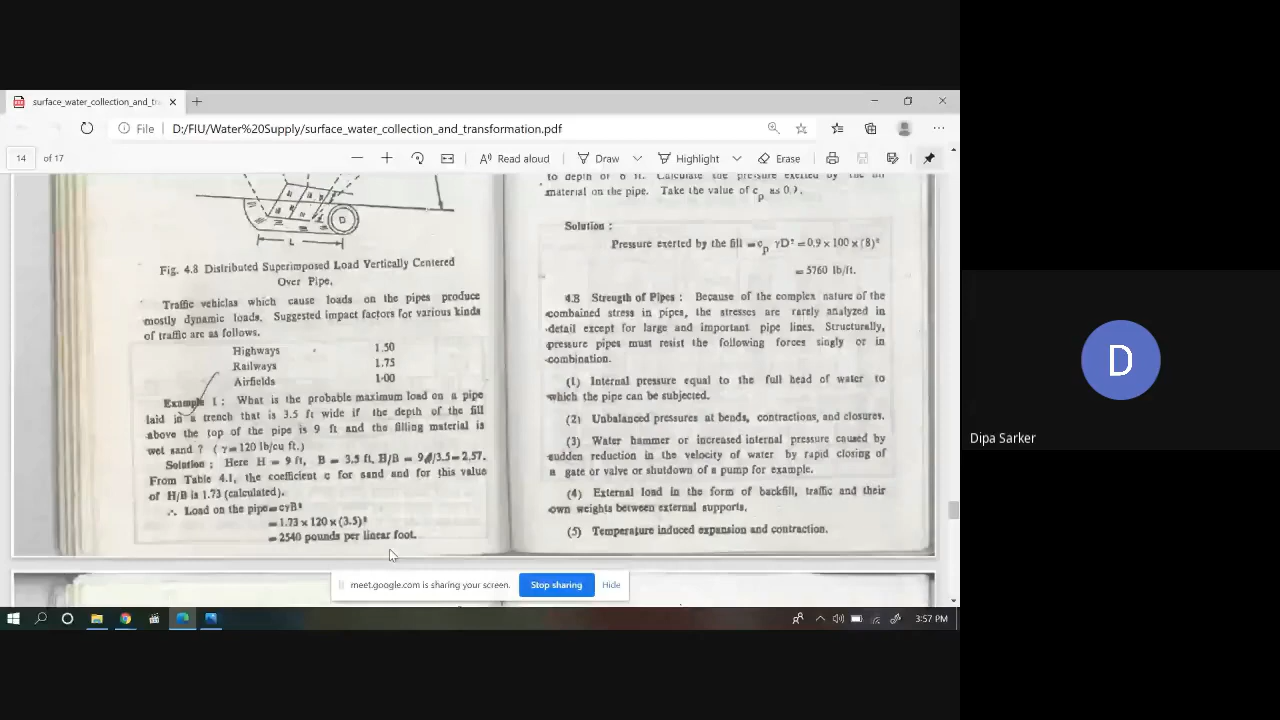 surface_water_collection_and_tra
File D:/FIU/Water%20Supply/surface_water_collection_and_transformation.pdf
14 of 17
Read aloud Draw Highlight Erase
L
D
Fig. 4.8 Distributed Superimposed Load Vertically Centered
Over Pipe.
Traffic vehiclas which cause loads on the pipes produce
mostly dynamic loads. Suggested impact factors for various kinds
of traffic are as follows.
Highways 1.50
Railways 1.75
Airfields 1·00
Example 1 : What is the probable maximum load on a pipe
laid in a trench that is 3.5 ft wide if the depth of the fill
above the top of the pipe is 9 ft and the filling material is
wet sand ? ( γ=120 lb/cu ft.)
Solution : Here H = 9 ft, B = 3.5 ft, H/B = 9/3.5=2.57.
From Table 4.1, the coefficient c for sand and for this value
of H/B is 1.73 (calculated).
∴ Load on the pipe=cγB²
=1.73 × 120 × (3.5)²
= 2540 pounds per linear foot.
to depth of 6 ft. Calculate the pressure exerted by the fill
material on the pipe. Take the value of cp as
Solution :
Pressure exerted by the fill = cp γD² = 0.9 × 100 × (8)²
= 5760 lb/ft.
4.8 Strength of Pipes : Because of the complex nature of the
combained stress in pipes, the stresses are rarely analyzed in
detail except for large and important pipe lines. Structurally,
pressure pipes must resist the following forces singly or in
combination.
(1) Internal pressure equal to the full head of water to
which the pipe can be subjected.
(2) Unbalanced pressures at bends, contractions, and closures.
(3) Water hammer or increased internal pressure caused by
sudden reduction in the velocity of water by rapid closing of
a gate or valve or shutdown of a pump for example.
(4) External load in the form of backfill, traffic and their
own weights between external supports.
(5) Temperature induced expansion and contraction.
meet.google.com is sharing your screen. Stop sharing Hide
3:57 PM
D
Dipa Sarker